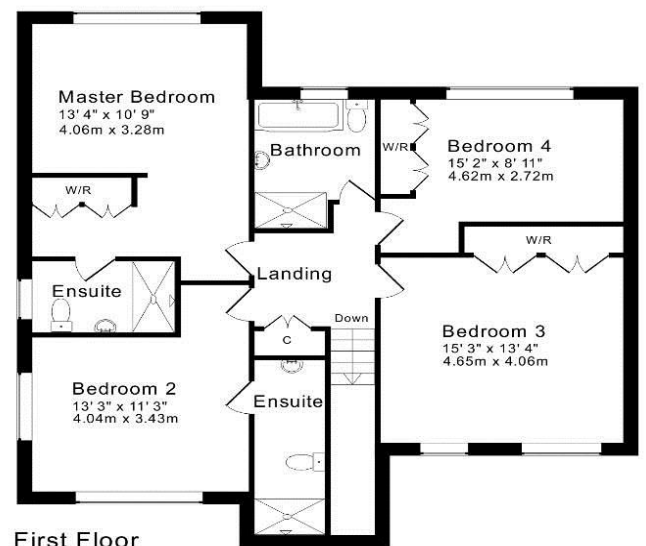 Master Bedroom
13' 4" x 10' 9"
4.06m x 3.28m
W/R
Ensuite
Bathroom
W/R
Bedroom 4
15' 2" x 8' 11"
4.62m x 2.72m
W/R
Landing
Down
C
Bedroom 3
15' 3" x 13' 4"
4.65m x 4.06m
Bedroom 2
13' 3" x 11' 3"
4.04m x 3.43m
Ensuite
First Floor